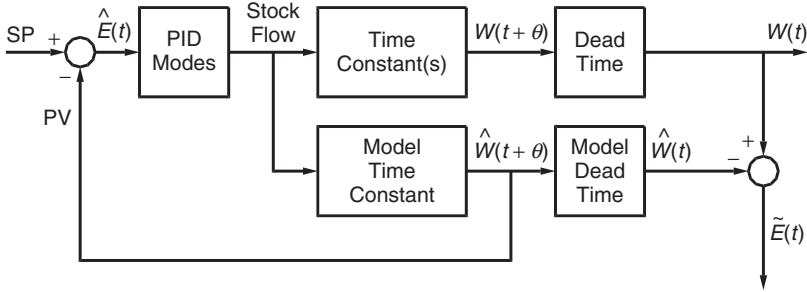 SP
+
Ê(t)
−
PV
PID
Modes
Stock
Flow
Time
Constant(s)
W(t + θ)
Dead
Time
W(t)
Model
Time
Constant
Ŵ(t + θ)
Model
Dead
Time
Ŵ(t)
+
−
Ẽ(t)